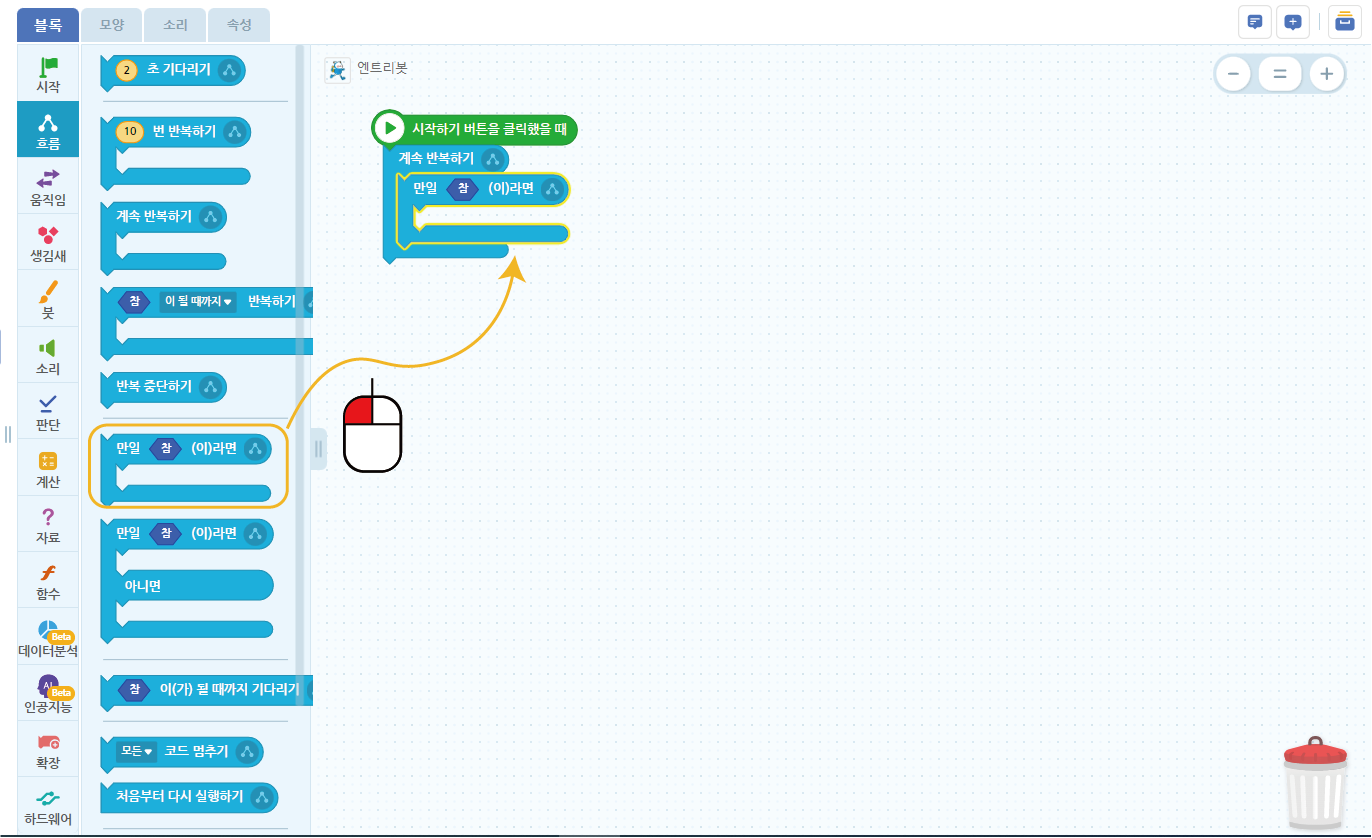 블록
모양
소리
속성
시작
흐름
움직임
생김새
붓
소리
판단
계산
자료
함수
데이터분석
Beta
인공지능
Beta
AI
확장
하드웨어
2 초 기다리기
10 번 반복하기
계속 반복하기
참 이 될 때까지 ▼ 반복하기
반복 중단하기
만일 참 (이)라면
만일 참 (이)라면
아니면
참 이(가) 될 때까지 기다리기
모든 ▼ 코드 멈추기
처음부터 다시 실행하기
엔트리봇
시작하기 버튼을 클릭했을 때
계속 반복하기
만일 참 (이)라면